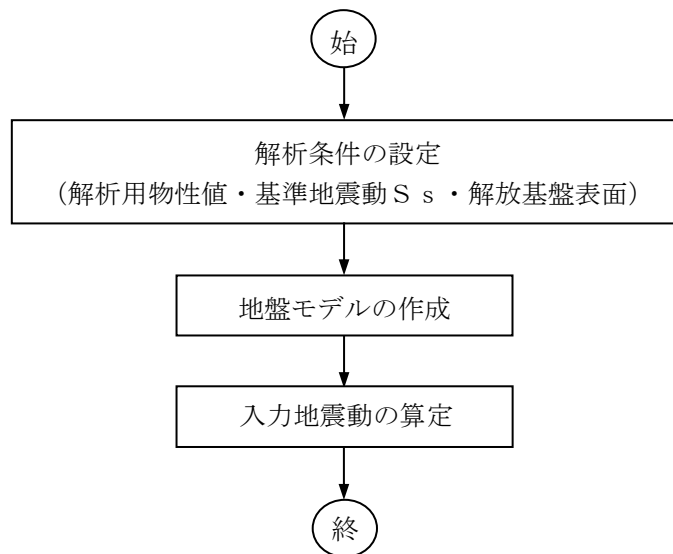 始
解析条件の設定
（解析用物性値・基準地震動Ｓｓ・解放基盤表面）
地盤モデルの作成
入力地震動の算定
終